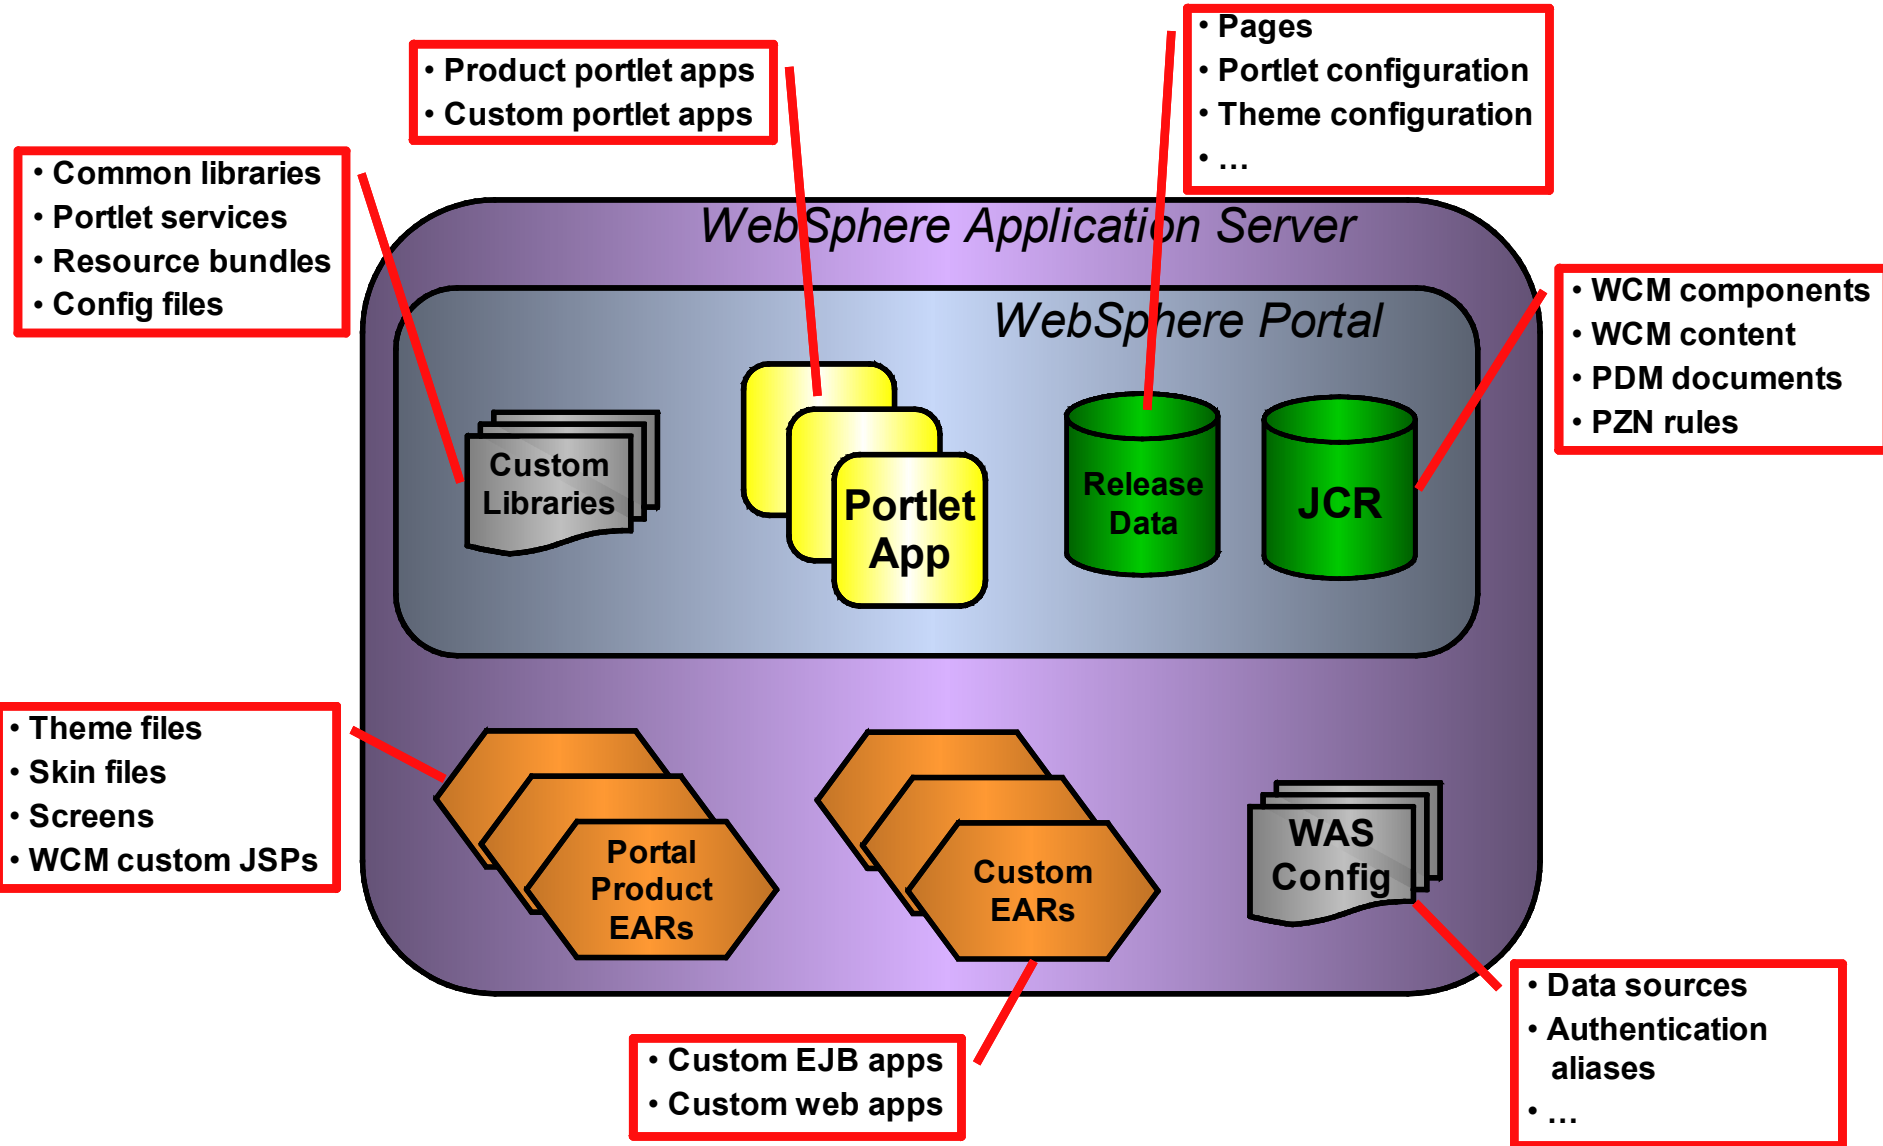 • Pages
• Portlet configuration
• Theme configuration
• ...
• Product portlet apps
• Custom portlet apps
• Common libraries
• Portlet services
• Resource bundles
• Config files
WebSphere Application Server
WebSphere Portal
• WCM components
• WCM content
• PDM documents
• PZN rules
Custom
Libraries
Portlet
App
Release
Data
JCR
• Theme files
• Skin files
• Screens
• WCM custom JSPs
Portal
Product
EARs
Custom
EARs
WAS
Config
• Data sources
• Authentication
aliases
• ...
• Custom EJB apps
• Custom web apps